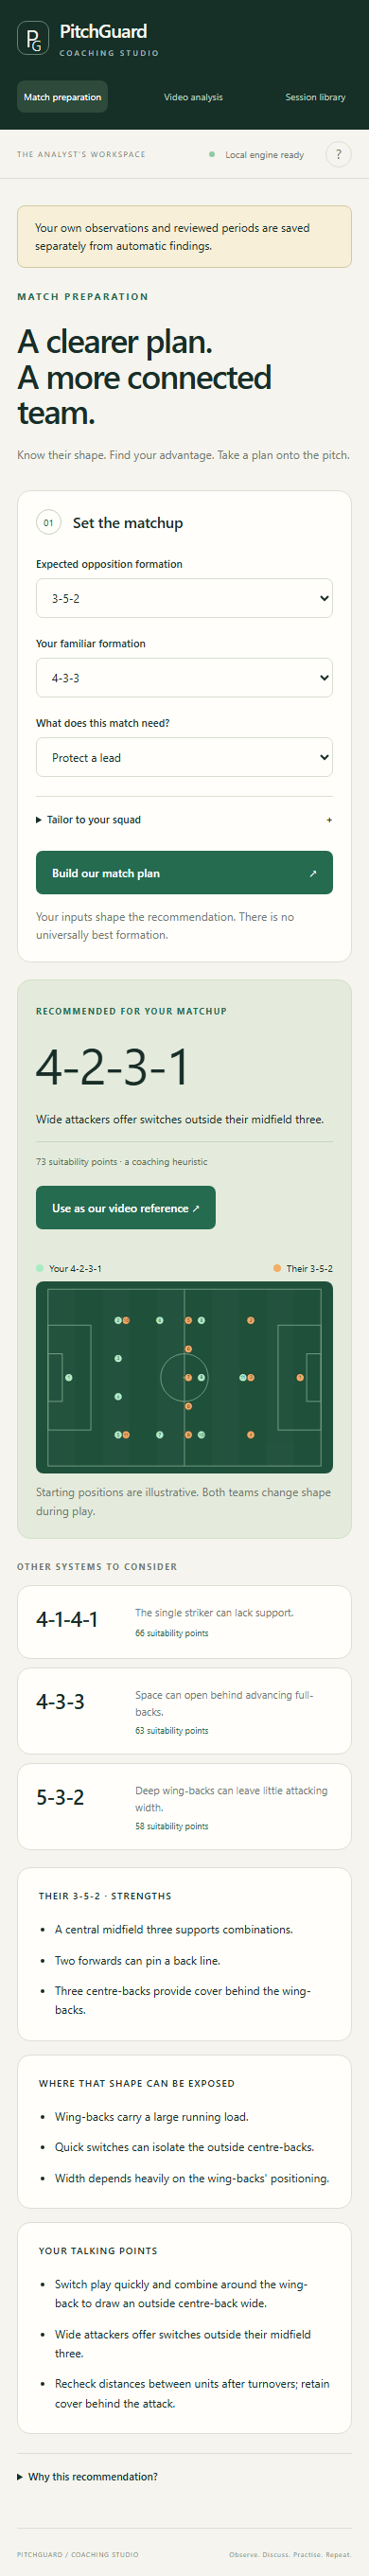 PitchGuard
COACHING STUDIO
Match preparation
Video analysis
Session library
THE ANALYST'S WORKSPACE
Local engine ready
?
Your own observations and reviewed periods are saved
separately from automatic findings.
MATCH PREPARATION
A clearer plan.
A more connected
team.
Know their shape. Find your advantage. Take a plan onto the pitch.
01
Set the matchup
Expected opposition formation
3-5-2
Your familiar formation
4-3-3
What does this match need?
Protect a lead
Tailor to your squad
+
Build our match plan ↗
Your inputs shape the recommendation. There is no
universally best formation.
RECOMMENDED FOR YOUR MATCHUP
4-2-3-1
Wide attackers offer switches outside their midfield three.
73 suitability points · a coaching heuristic
Use as our video reference ↗
Your 4-2-3-1
Their 3-5-2
Starting positions are illustrative. Both teams change shape
during play.
OTHER SYSTEMS TO CONSIDER
4-1-4-1
The single striker can lack support.
66 suitability points
4-3-3
Space can open behind advancing full-
backs.
63 suitability points
5-3-2
Deep wing-backs can leave little attacking
width.
58 suitability points
THEIR 3-5-2 · STRENGTHS
• A central midfield three supports combinations.
• Two forwards can pin a back line.
• Three centre-backs provide cover behind the wing-
backs.
WHERE THAT SHAPE CAN BE EXPOSED
• Wing-backs carry a large running load.
• Quick switches can isolate the outside centre-backs.
• Width depends heavily on the wing-backs' positioning.
YOUR TALKING POINTS
• Switch play quickly and combine around the wing-
back to draw an outside centre-back wide.
• Wide attackers offer switches outside their midfield
three.
• Recheck distances between units after turnovers; retain
cover behind the attack.
Why this recommendation?
PITCHGUARD / COACHING STUDIO
Observe. Discuss. Practise. Repeat.